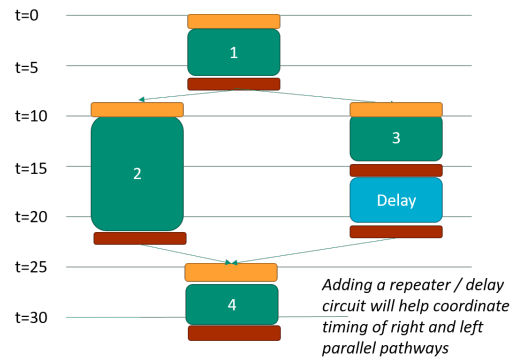 t=0
1
t=5
t=10
2
3
t=15
Delay
t=20
t=25
4
t=30
Adding a repeater / delay
circuit will help coordinate
timing of right and left
parallel pathways